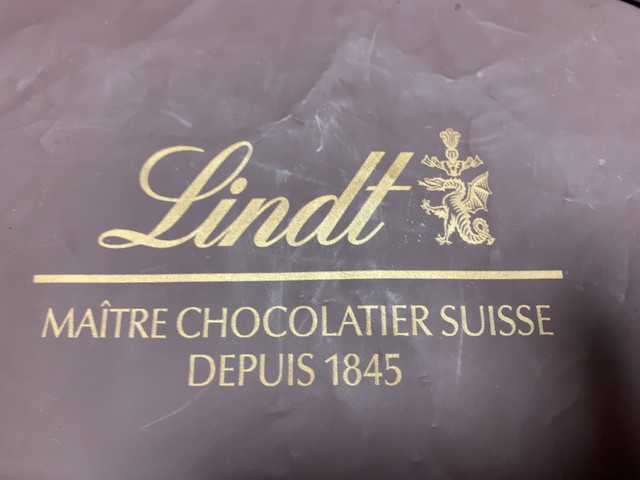 Lindt
MAÎTRE CHOCOLATIER SUISSE
DEPUIS 1845